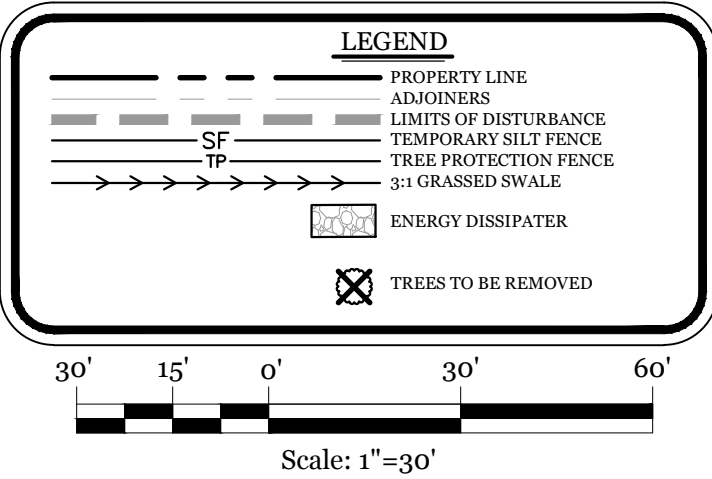 LEGEND
PROPERTY LINE
ADJOINERS
LIMITS OF DISTURBANCE
SF TEMPORARY SILT FENCE
TP TREE PROTECTION FENCE
3:1 GRASSED SWALE
ENERGY DISSIPATER
TREES TO BE REMOVED
30' 15' 0' 30' 60'
Scale: 1"=30'